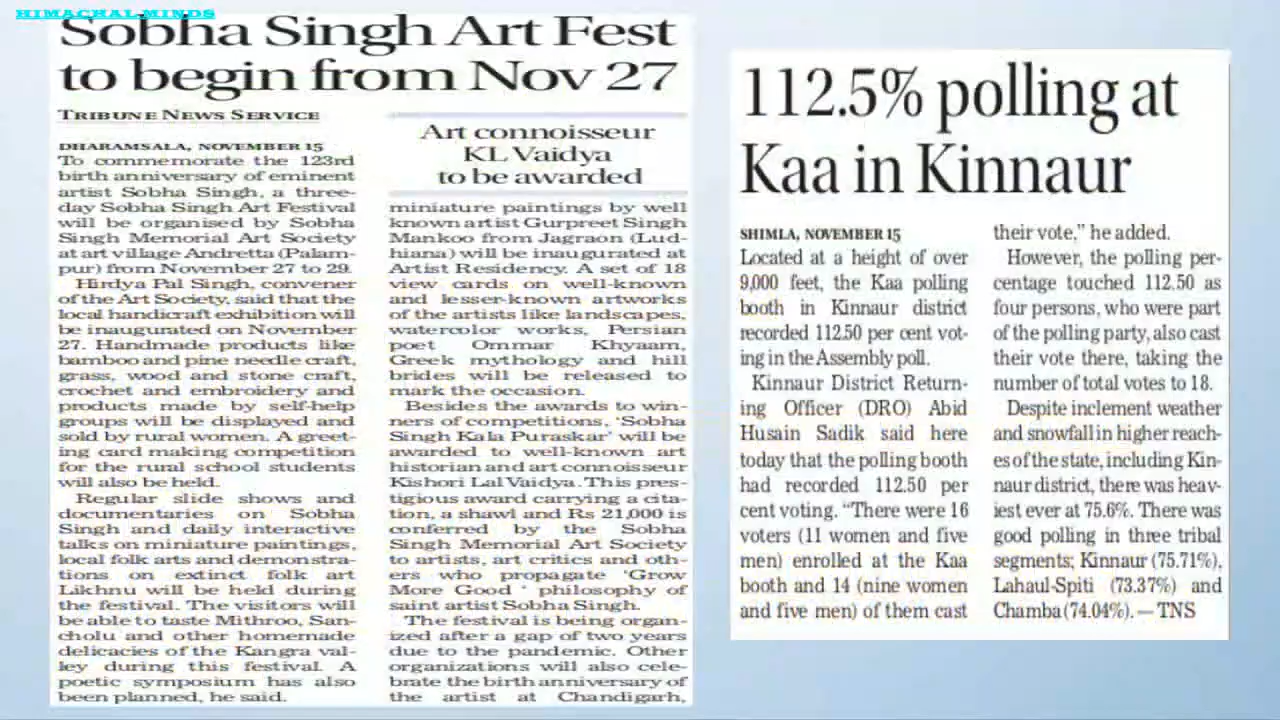 HIMACHAL MINDS
Sobha Singh Art Fest
to begin from Nov 27
TRIBUNE NEWS SERVICE
DHARAMSALA, NOVEMBER 15
To commemorate the 123rd
birth anniversary of eminent
artist Sobha Singh, a three-
day Sobha Singh Art Festival
will be organised by Sobha
Singh Memorial Art Society
at art village Andretta (Palam-
pur) from November 27 to 29.
Hirdya Pal Singh, convener
of the Art Society, said that the
local handicraft exhibition will
be inaugurated on November
27. Handmade products like
bamboo and pine needle craft,
grass, wood and stone craft,
crochet and embroidery and
products made by self-help
groups will be displayed and
sold by rural women. A greet-
ing card making competition
for the rural school students
will also be held.
Regular slide shows and
documentaries on Sobha
Singh and daily interactive
talks on miniature paintings,
local folk arts and demonstra-
tions on extinct folk art
Likhnu will be held during
the festival. The visitors will
be able to taste Mithroo, San-
cholu and other homemade
delicacies of the Kangra val-
ley during this festival. A
poetic symposium has also
been planned, he said.
Art connoisseur
KL Vaidya
to be awarded
miniature paintings by well
known artist Gurpreet Singh
Mankoo from Jagraon (Lud-
hiana) will be inaugurated at
Artist Residency. A set of 18
view cards on well-known
and lesser-known artworks
of the artists like landscapes,
watercolor works, Persian
poet Ommar Khyaam,
Greek mythology and hill
brides will be released to
mark the occasion.
Besides the awards to win-
ners of competitions, ‘Sobha
Singh Kala Puraskar’ will be
awarded to well-known art
historian and art connoisseur
Kishori Lal Vaidya. This pres-
tigious award carrying a cita-
tion, a shawl and Rs 21,000 is
conferred by the Sobha
Singh Memorial Art Society
to artists, art critics and oth-
ers who propagate ‘Grow
More Good ‘ philosophy of
saint artist Sobha Singh.
The festival is being organ-
ized after a gap of two years
due to the pandemic. Other
organizations will also cele-
brate the birth anniversary of
the artist at Chandigarh,
112.5% polling at
Kaa in Kinnaur
SHIMLA, NOVEMBER 15
Located at a height of over
9,000 feet, the Kaa polling
booth in Kinnaur district
recorded 112.50 per cent vot-
ing in the Assembly poll.
Kinnaur District Return-
ing Officer (DRO) Abid
Husain Sadik said here
today that the polling booth
had recorded 112.50 per
cent voting. “There were 16
voters (11 women and five
men) enrolled at the Kaa
booth and 14 (nine women
and five men) of them cast
their vote,” he added.
However, the polling per-
centage touched 112.50 as
four persons, who were part
of the polling party, also cast
their vote there, taking the
number of total votes to 18.
Despite inclement weather
and snowfall in higher reach-
es of the state, including Kin-
naur district, there was heav-
iest ever at 75.6%. There was
good polling in three tribal
segments; Kinnaur (75.71%),
Lahaul-Spiti (73.37%) and
Chamba (74.04%). — TNS